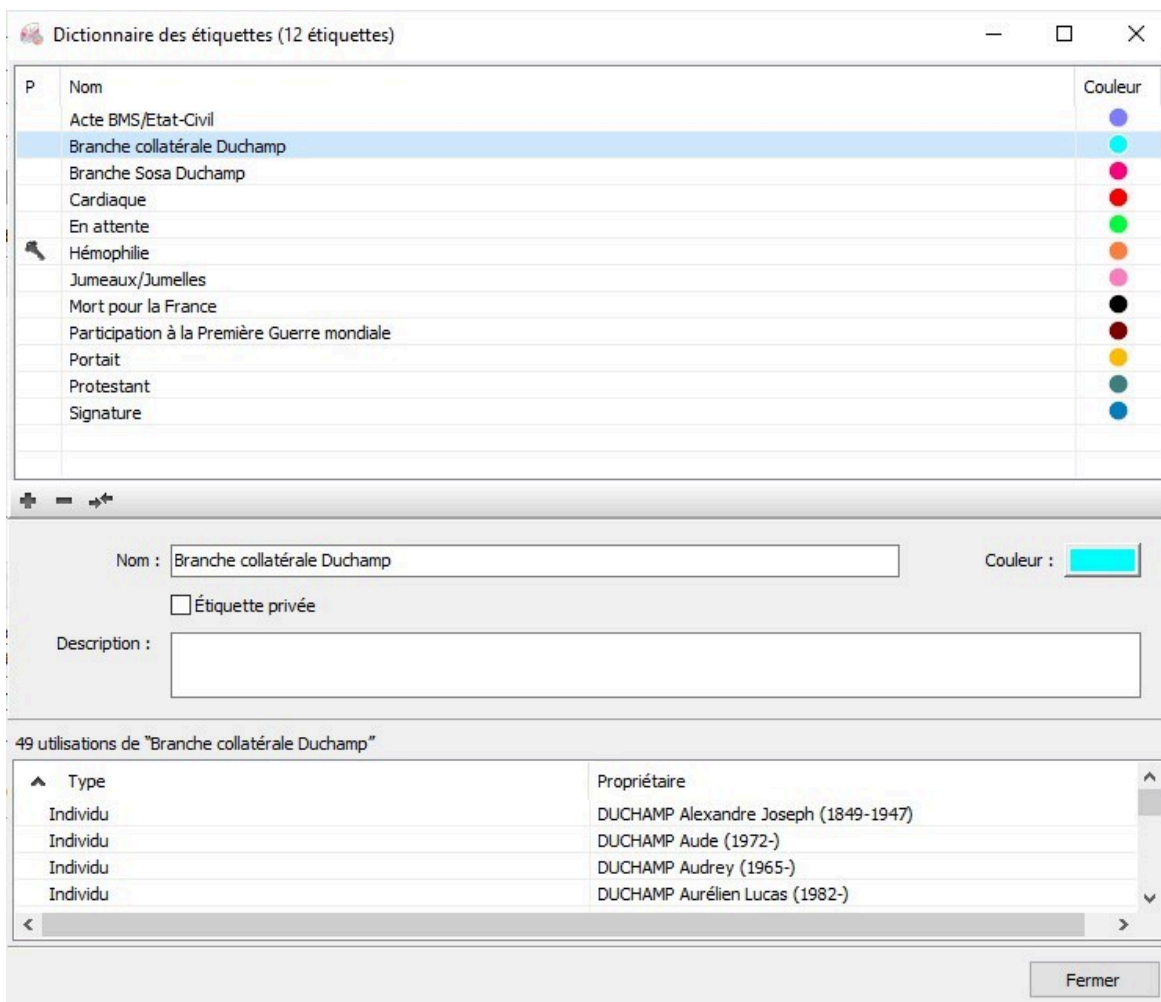 Dictionnaire des étiquettes (12 étiquettes)
P Nom Couleur
Acte BMS/Etat-Civil
Branche collatérale Duchamp
Branche Sosa Duchamp
Cardiaque
En attente
Hémophilie
Jumeaux/Jumelles
Mort pour la France
Participation à la Première Guerre mondiale
Portait
Protestant
Signature
Nom : Branche collatérale Duchamp Couleur :
Étiquette privée
Description :
49 utilisations de "Branche collatérale Duchamp"
Type Propriétaire
Individu DUCHAMP Alexandre Joseph (1849-1947)
Individu DUCHAMP Aude (1972-)
Individu DUCHAMP Audrey (1965-)
Individu DUCHAMP Aurélien Lucas (1982-)
Fermer